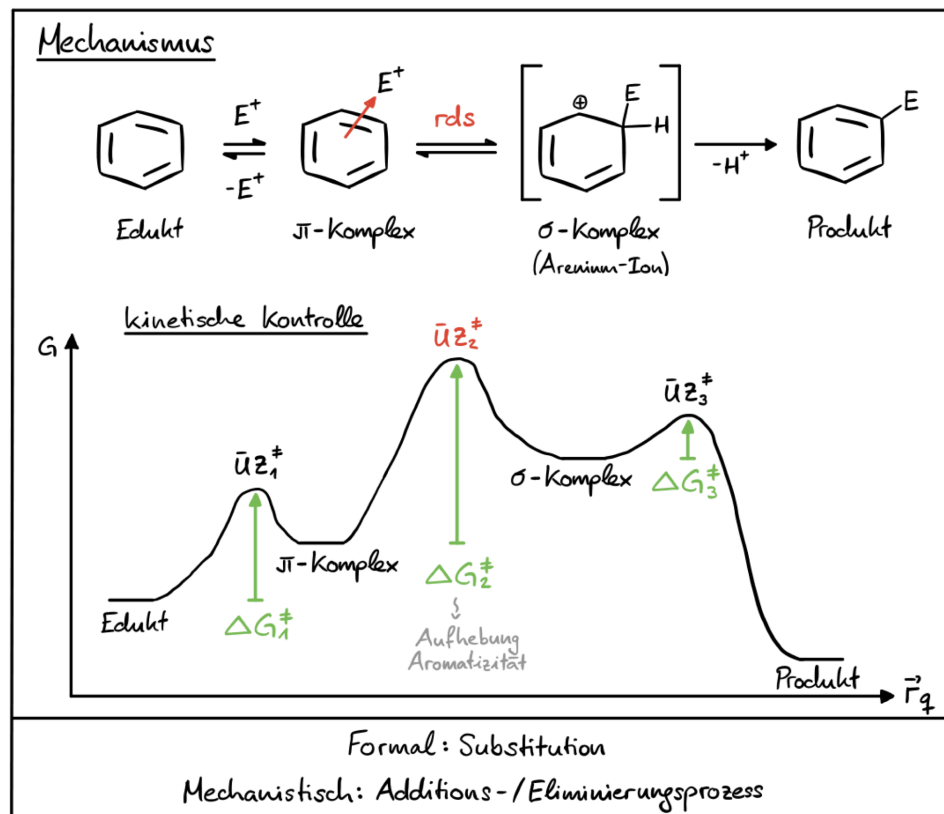 Mechanismus
E⁺
-E⁺
E⁺
rds
⊕
E
H
-H⁺
E
Edukt
π-Komplex
σ-Komplex
(Arenium-Ion)
Produkt
kinetische Kontrolle
G
ÜZ₁‡
ÜZ₂‡
ÜZ₃‡
Edukt
π-Komplex
σ-Komplex
Produkt
ΔG₁‡
ΔG₂‡
ΔG₃‡
Aufhebung
Aromatizität
r⃗q
Formal: Substitution
Mechanistisch: Additions-/Eliminierungsprozess